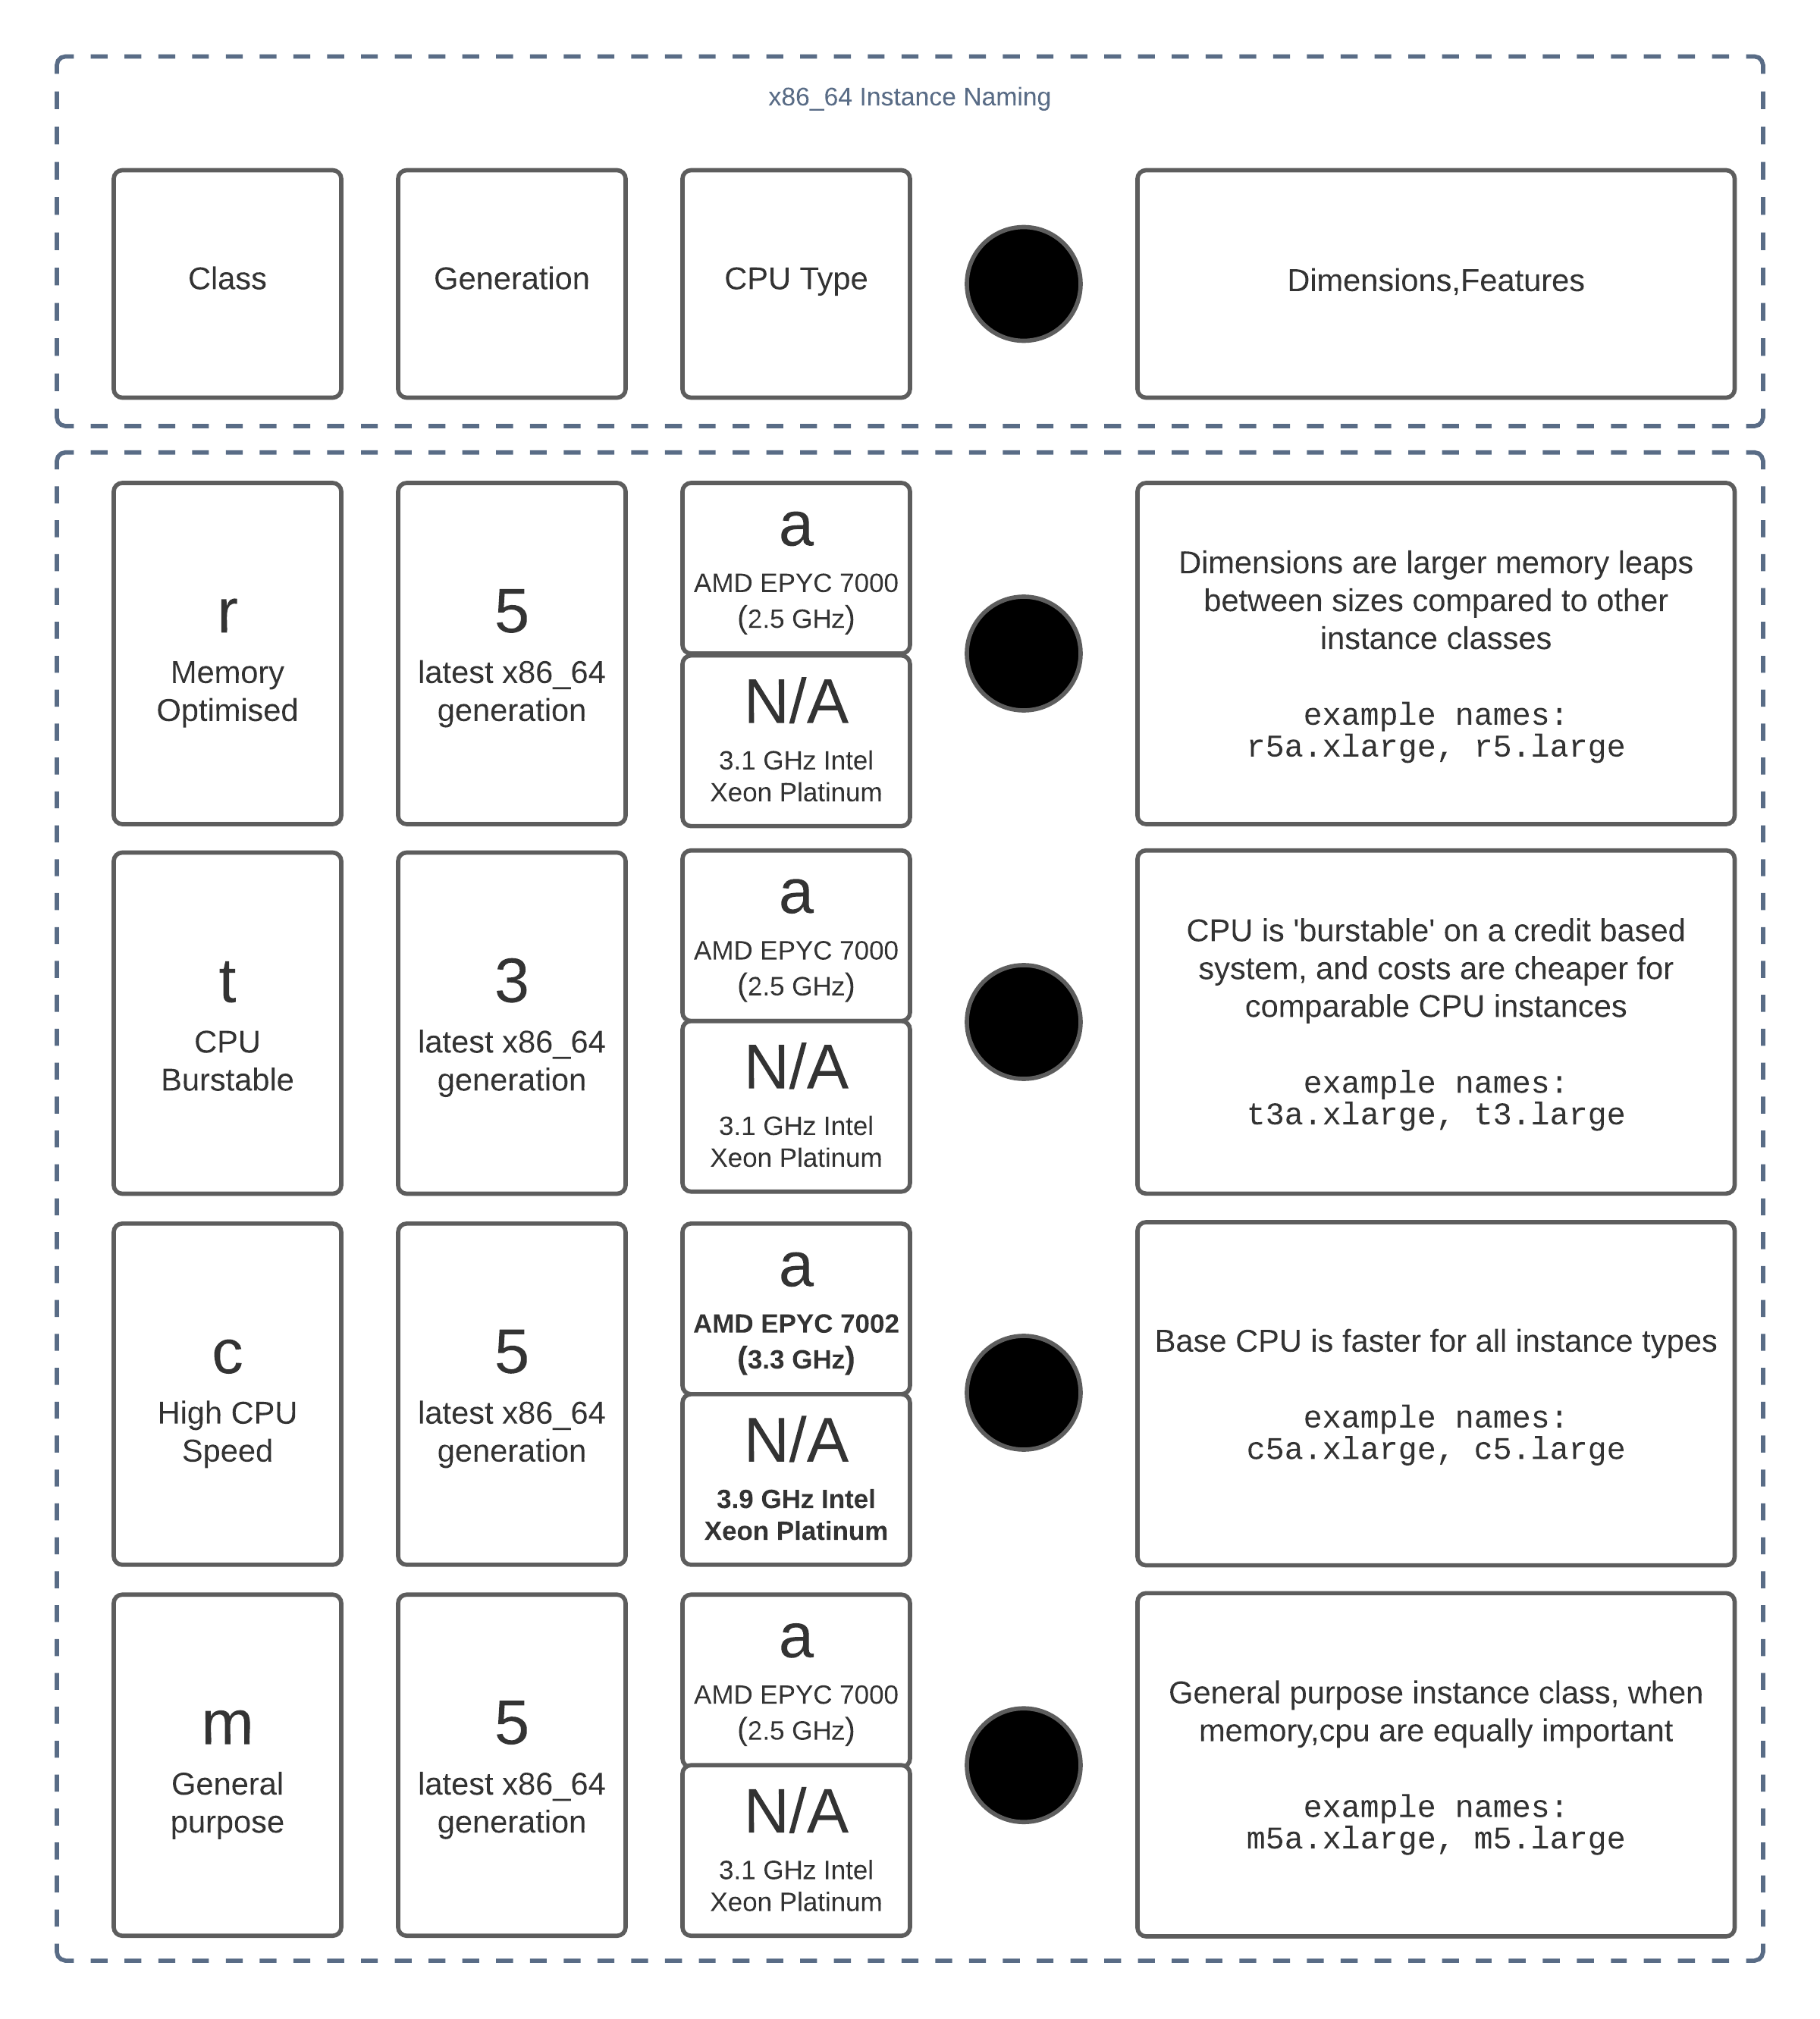 x86_64 Instance Naming
Class
Generation
CPU Type
Dimensions,Features
r
Memory
Optimised
5
latest x86_64
generation
a
AMD EPYC 7000
(2.5 GHz)
N/A
3.1 GHz Intel
Xeon Platinum
Dimensions are larger memory leaps
between sizes compared to other
instance classes
example names:
r5a.xlarge, r5.large
t
CPU
Burstable
3
latest x86_64
generation
a
AMD EPYC 7000
(2.5 GHz)
N/A
3.1 GHz Intel
Xeon Platinum
CPU is 'burstable' on a credit based
system, and costs are cheaper for
comparable CPU instances
example names:
t3a.xlarge, t3.large
c
High CPU
Speed
5
latest x86_64
generation
a
AMD EPYC 7002
(3.3 GHz)
N/A
3.9 GHz Intel
Xeon Platinum
Base CPU is faster for all instance types
example names:
c5a.xlarge, c5.large
m
General
purpose
5
latest x86_64
generation
a
AMD EPYC 7000
(2.5 GHz)
N/A
3.1 GHz Intel
Xeon Platinum
General purpose instance class, when
memory,cpu are equally important
example names:
m5a.xlarge, m5.large